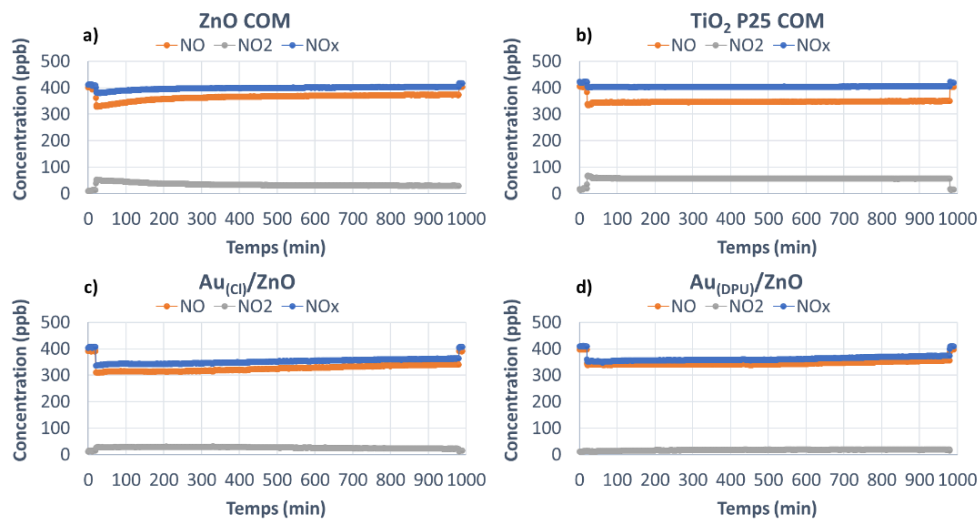 a) ZnO COM
NO NO2 NOx
Concentration (ppb)
500
400
300
200
100
0
0 100 200 300 400 500 600 700 800 900 1000
Temps (min)
b) TiO₂ P25 COM
NO NO2 NOx
Concentration (ppb)
500
400
300
200
100
0
0 100 200 300 400 500 600 700 800 900 1000
Temps (min)
c) Au(Cl)/ZnO
NO NO2 NOx
Concentration (ppb)
500
400
300
200
100
0
0 100 200 300 400 500 600 700 800 900 1000
Temps (min)
d) Au(DPU)/ZnO
NO NO2 NOx
Concentration (ppb)
500
400
300
200
100
0
0 100 200 300 400 500 600 700 800 900 1000
Temps (min)